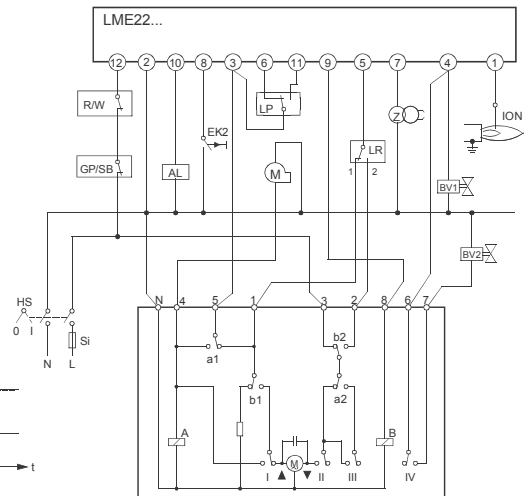 LME22...
12 2 10 8 3 6 11 9 5 7 4 1
R/W
LP
Z
ION
EK2
GP/SB
AL
M
LR
1 2
BV1
BV2
HS
0 I
Si
N L
N 4 5 1 3 2 8 6 7
a1
b2
b1
a2
A
B
I M II III IV
t